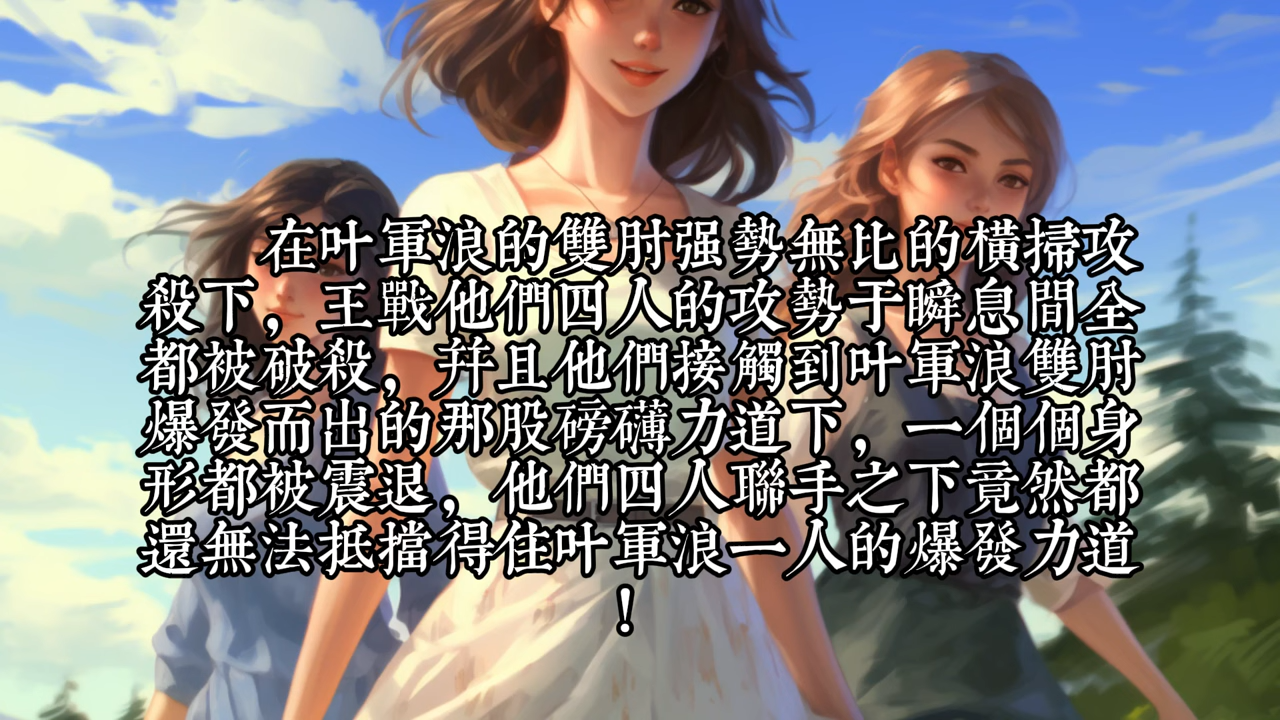 在叶軍浪的雙肘强勢無比的橫掃攻
殺下，王戰他們四人的攻勢于瞬息間全
都被破殺，幷且他們接觸到叶軍浪雙肘
爆發而出的那股磅礴力道下，一個個身
形都被震退，他們四人聯手之下竟然都
還無法抵擋得住叶軍浪一人的爆發力道
！